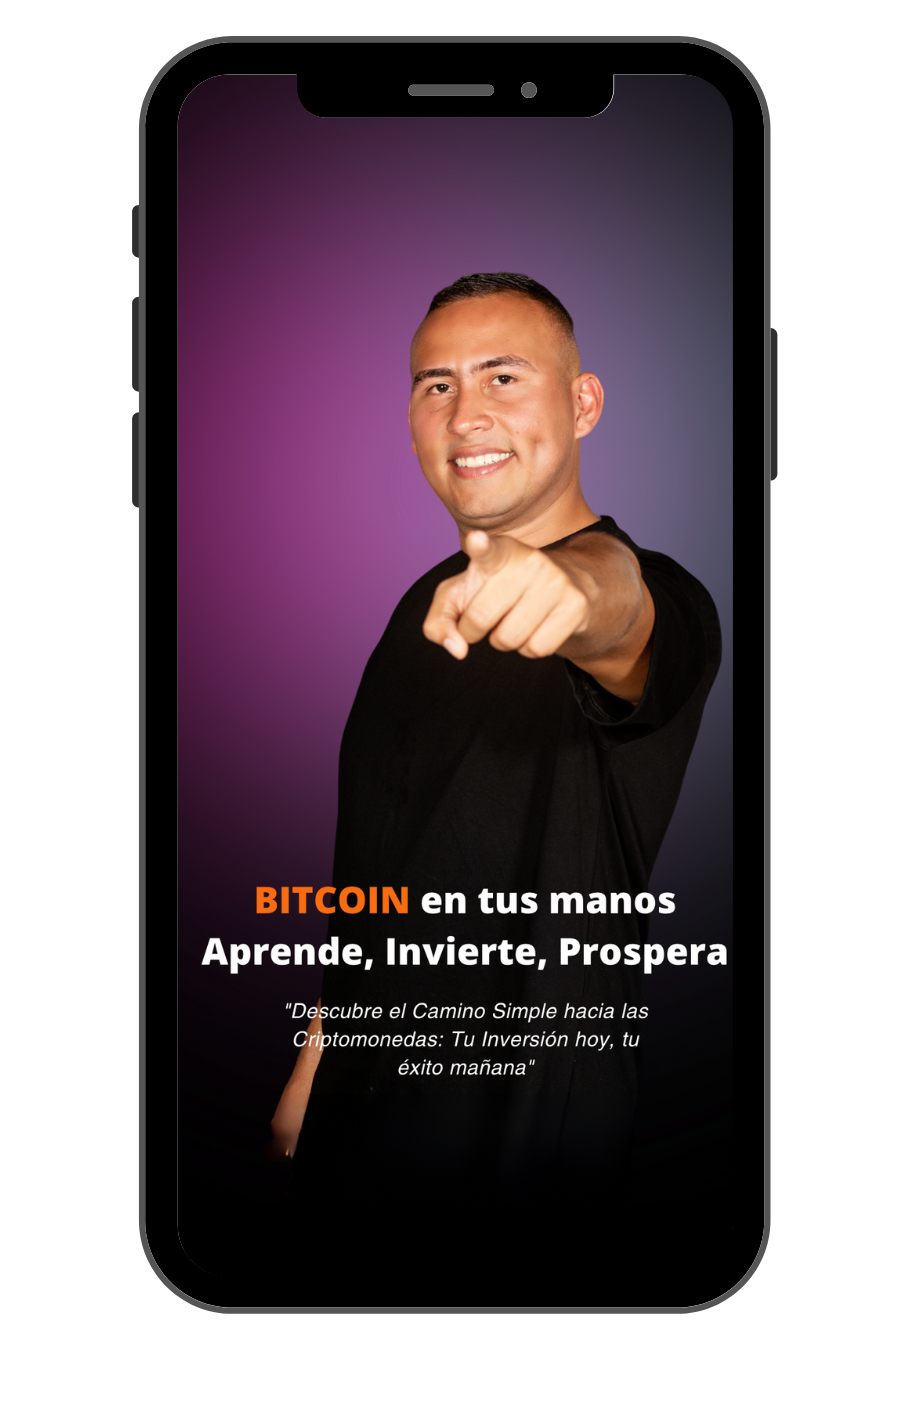 BITCOIN en tus manos
Aprende, Invierte, Prospera
"Descubre el Camino Simple hacia las
Criptomonedas: Tu Inversión hoy, tu
éxito mañana"